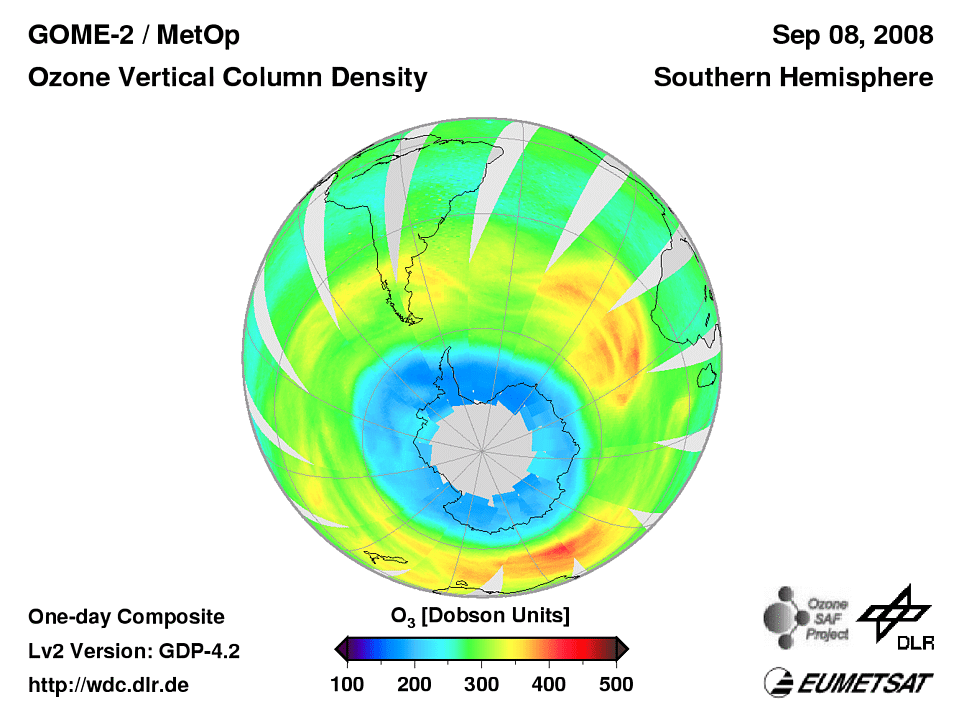 GOME-2 / MetOp
Sep 08, 2008
Ozone Vertical Column Density
Southern Hemisphere
One-day Composite
Lv2 Version: GDP-4.2
http://wdc.dlr.de
O3 [Dobson Units]
100 200 300 400 500
Ozone
SAF
Project
DLR
EUMETSAT